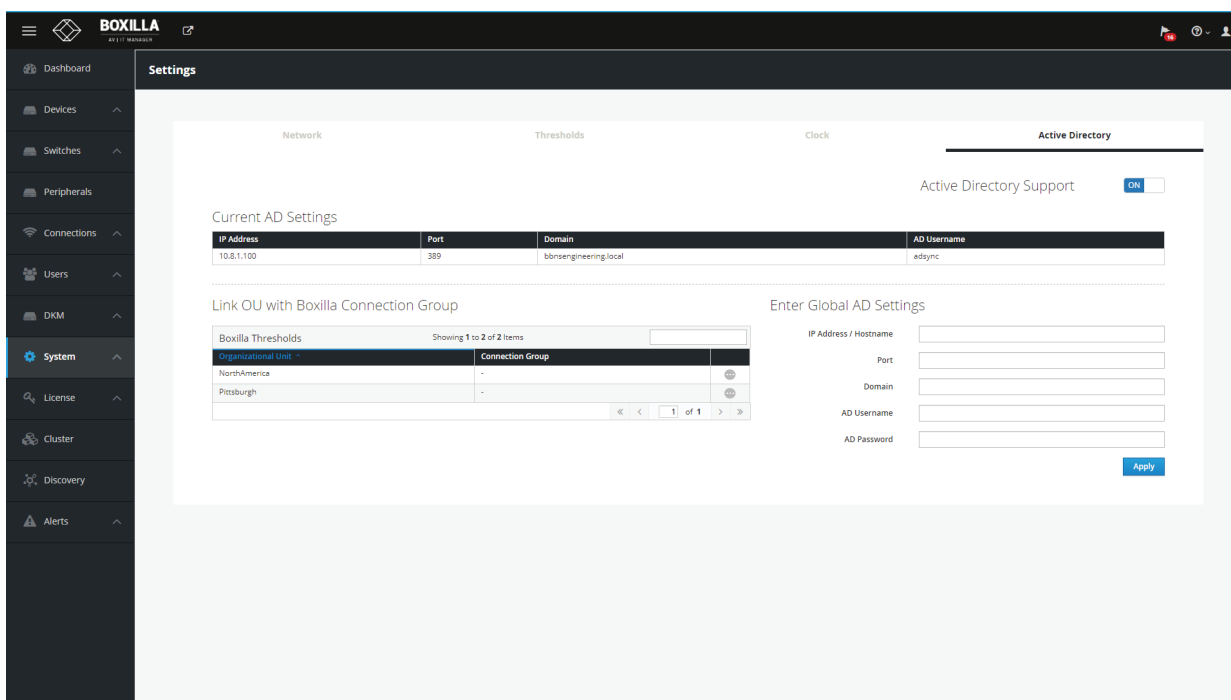 BOXILLA
AV | IT MANAGER
16
Dashboard
Settings
Devices
Switches
Peripherals
Connections
Users
DKM
System
License
Cluster
Discovery
Alerts
Network Thresholds Clock Active Directory
Active Directory Support ON
Current AD Settings
IP Address Port Domain AD Username
10.8.1.100 389 bbnsengineering.local adsync
Link OU with Boxilla Connection Group
Boxilla Thresholds Showing 1 to 2 of 2 Items
Organizational Unit Connection Group
NorthAmerica -
Pittsburgh -
« < 1 of 1 > »
Enter Global AD Settings
IP Address / Hostname
Port
Domain
AD Username
AD Password
Apply